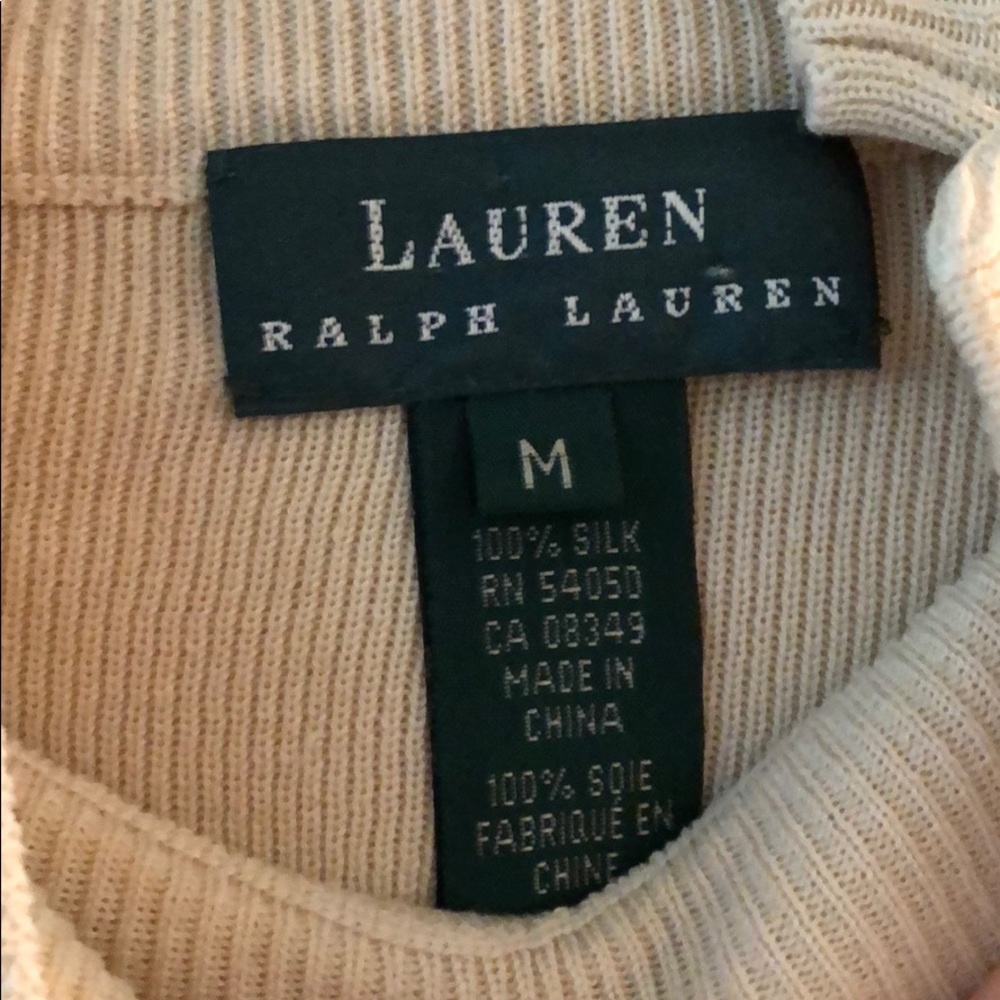 LAUREN
RALPH LAUREN
M
100% SILK
RN 54050
CA 08349
MADE IN
CHINA
100% SOIE
FABRIQUÉ EN
CHINE